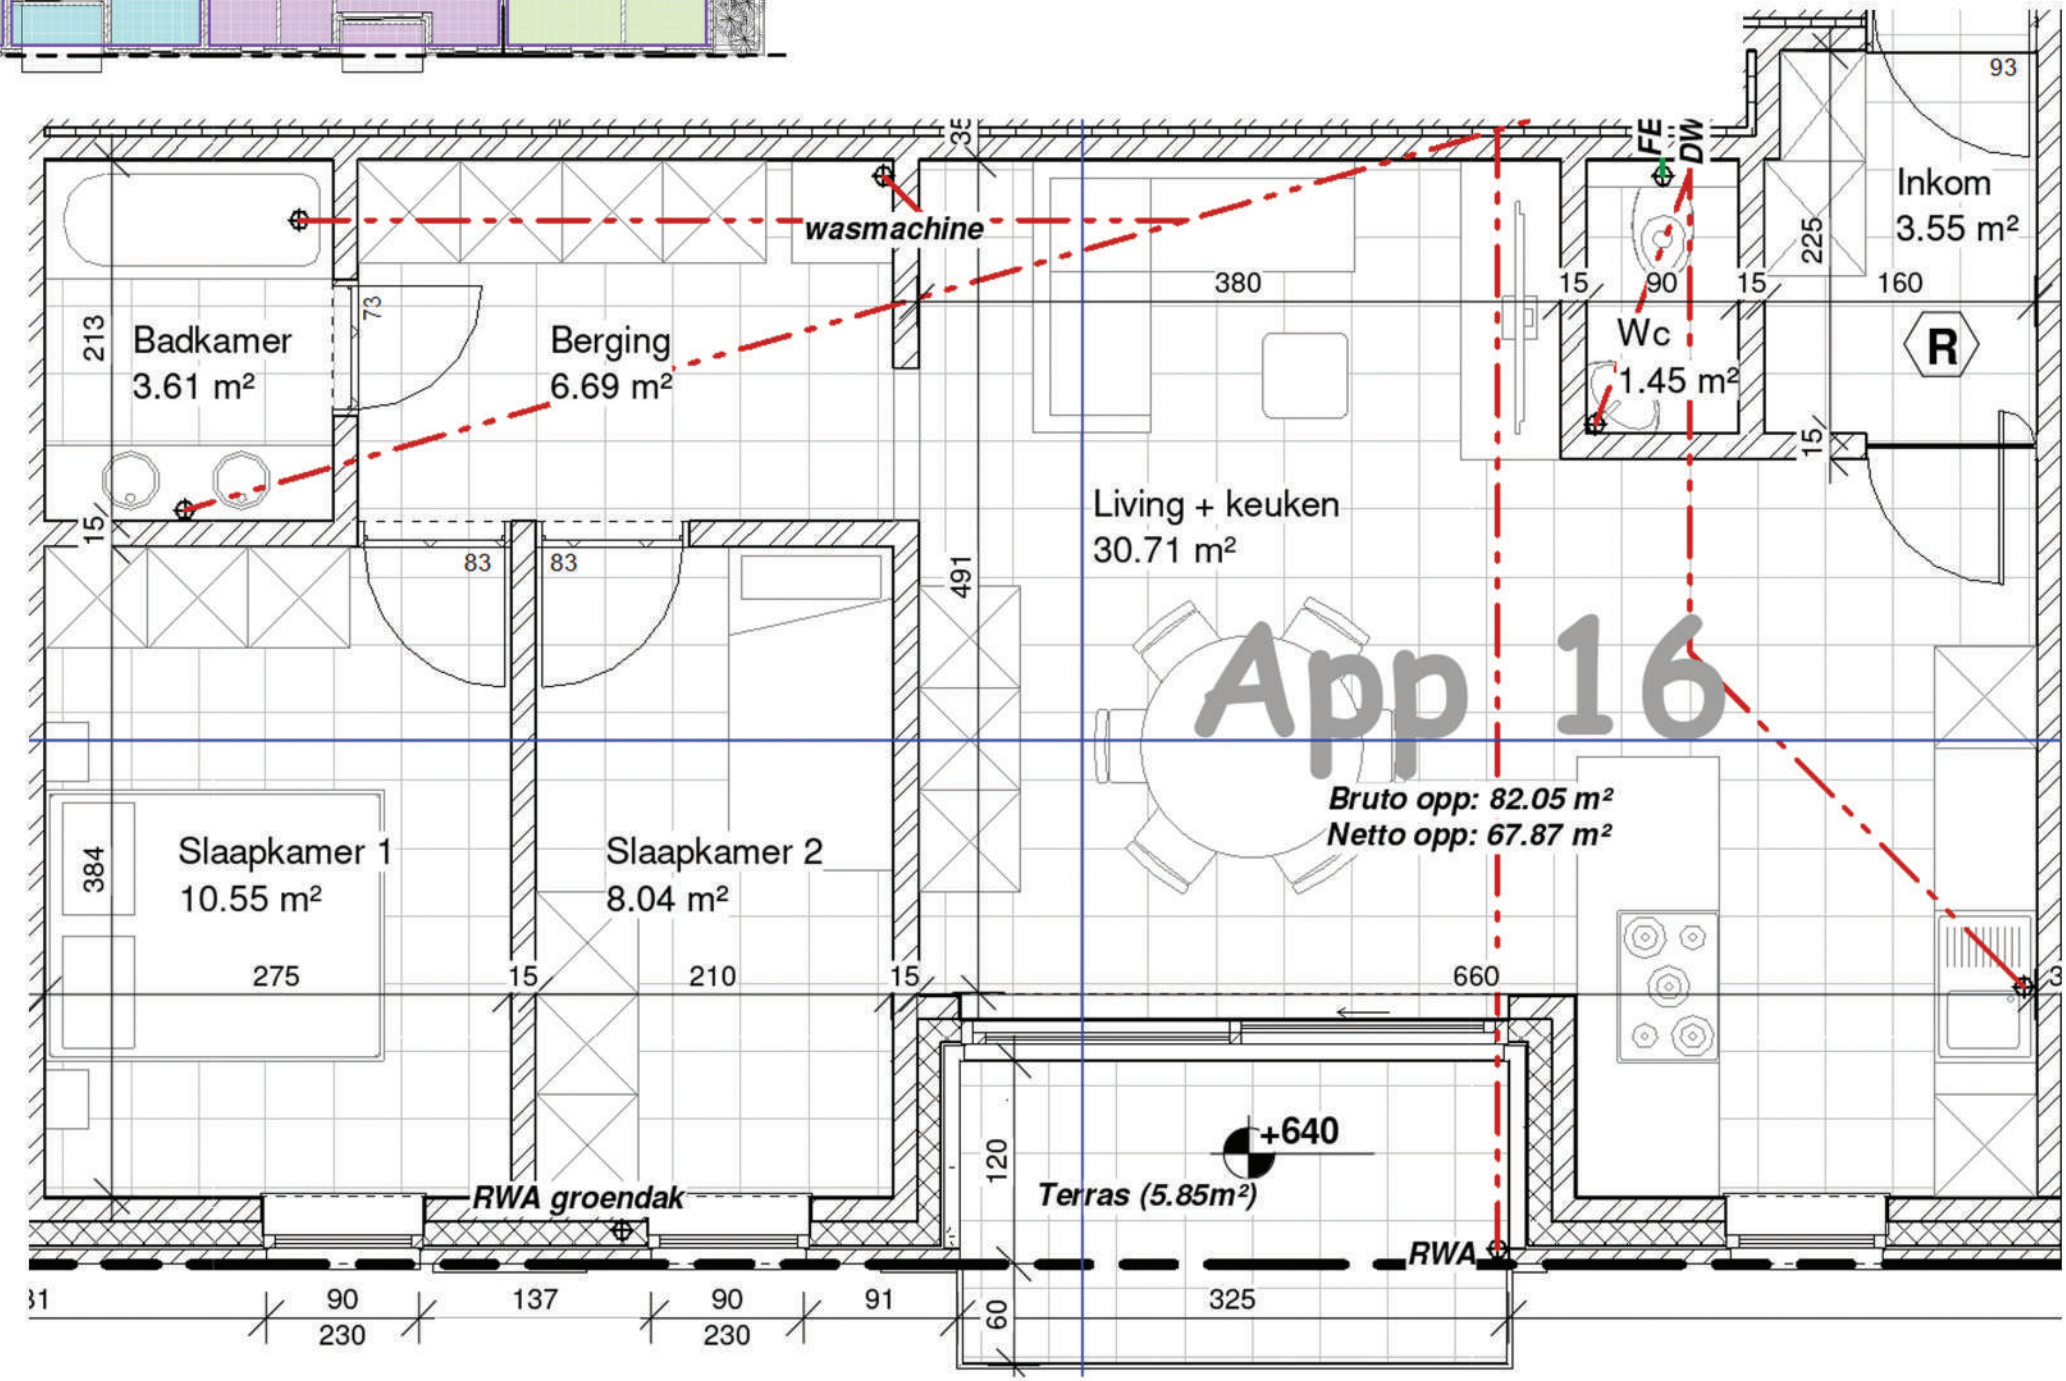 93
35
FE
DW
Inkom
3.55 m²
225
wasmachine
380
15
90
15
160
73
213
Badkamer
3.61 m²
Berging
6.69 m²
Wc
1.45 m²
R
15
15
83
83
Living + keuken
30.71 m²
491
App 16
Bruto opp: 82.05 m²
Netto opp: 67.87 m²
384
Slaapkamer 1
10.55 m²
Slaapkamer 2
8.04 m²
275
15
210
15
660
3
+640
120
Terras (5.85m²)
RWA groendak
RWA
31
90
137
90
91
60
325
230
230